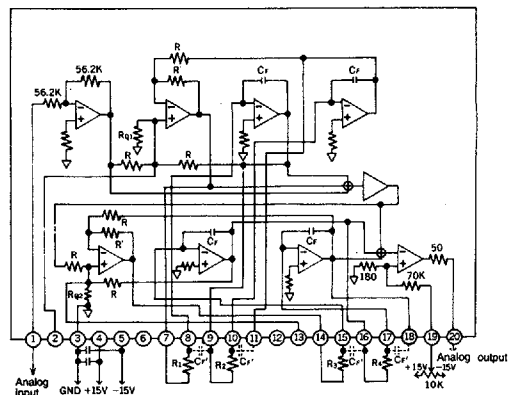 R
56.2K
R'
CF
CF
56.2K
RQ1
R
R
R
R'
CF
CF
50
R
180
70K
RQ2
R
1 2 3 4 5 6 7 8 9 10 11 12 13 14 15 16 17 18 19 20
Analog input
GND +15V −15V
R1 CF' R2 CF' R3 CF' R4 CF'
+15V −15V
10K
Analog output